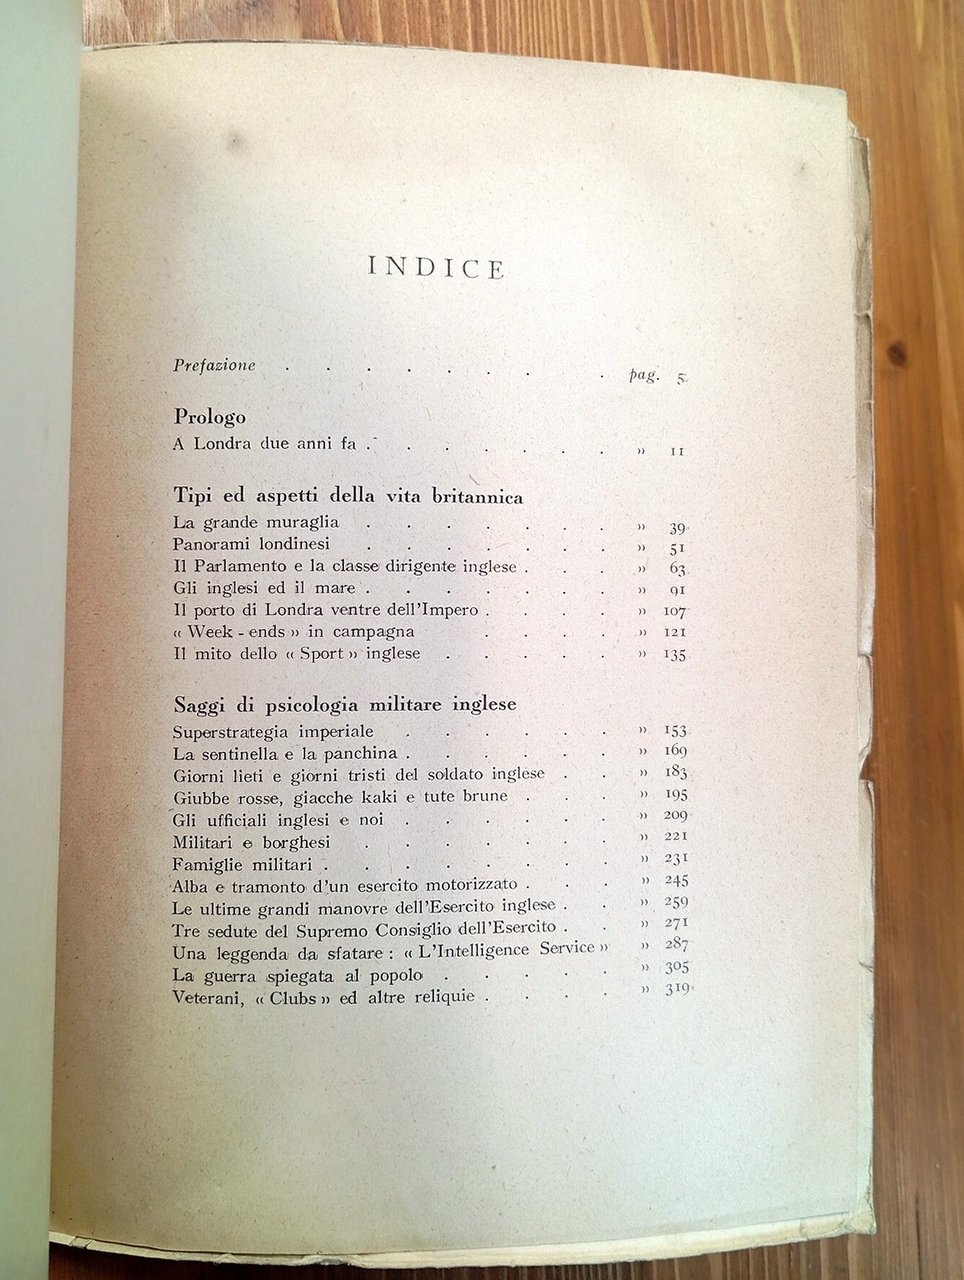 INDICE
Prefazione . . . . . . . . pag. 5
Prologo
A Londra due anni fa . . . . . . . » 11
Tipi ed aspetti della vita britannica
La grande muraglia . . . . . . . » 39
Panorami londinesi . . . . . . . » 51
Il Parlamento e la classe dirigente inglese . . . » 63
Gli inglesi ed il mare . . . . . . . » 91
Il porto di Londra ventre dell'Impero . . . . » 107
« Week - ends » in campagna . . . . » 121
Il mito dello « Sport » inglese . . . . . » 135
Saggi di psicologia militare inglese
Superstrategia imperiale . . . . . . » 153
La sentinella e la panchina . . . . . . » 169
Giorni lieti e giorni tristi del soldato inglese . . » 183
Giubbe rosse, giacche kaki e tute brune . . . » 195
Gli ufficiali inglesi e noi . . . . . . » 209
Militari e borghesi . . . . . . . » 221
Famiglie militari . . . . . . . . » 231
Alba e tramonto d'un esercito motorizzato . . . » 245
Le ultime grandi manovre dell'Esercito inglese . . » 259
Tre sedute del Supremo Consiglio dell'Esercito . . » 271
Una leggenda da sfatare : « L'Intelligence Service » » 287
La guerra spiegata al popolo . . . . . » 305
Veterani, « Clubs » ed altre reliquie . . . . » 319